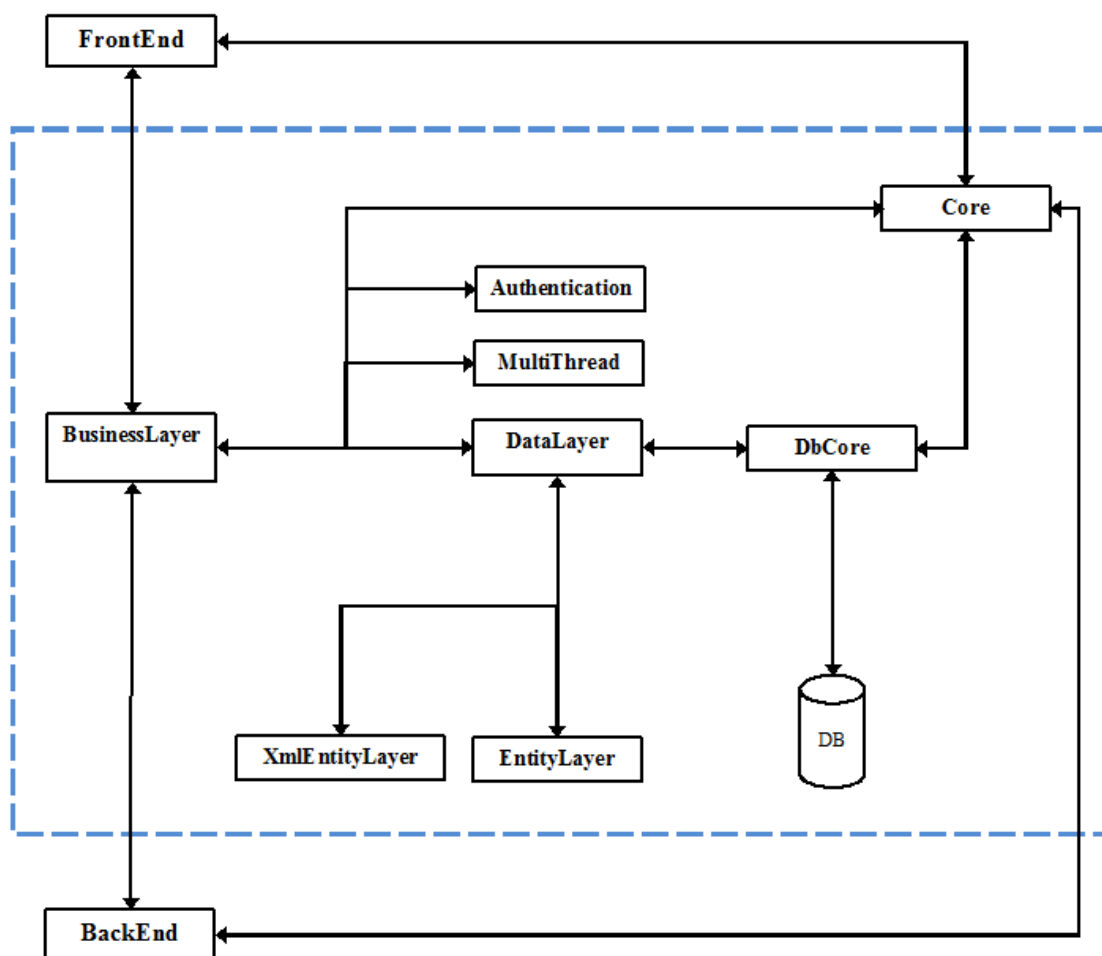 FrontEnd
Core
Authentication
MultiThread
BusinessLayer
DataLayer
DbCore
XmlEntityLayer
EntityLayer
DB
BackEnd